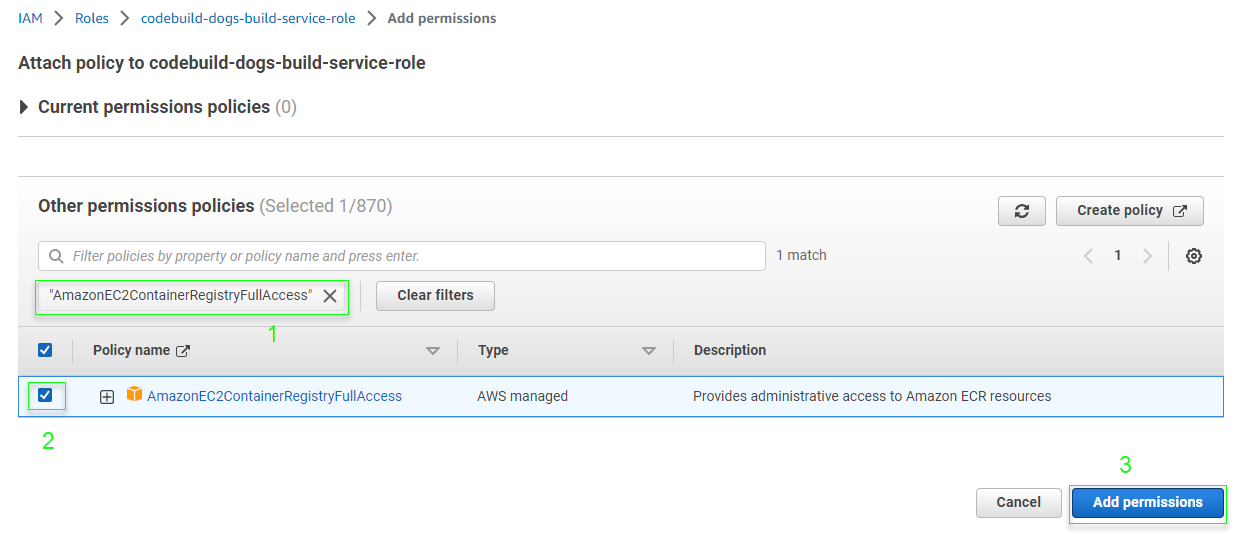 IAM > Roles > codebuild-dogs-build-service-role > Add permissions
Attach policy to codebuild-dogs-build-service-role
Current permissions policies (0)
Other permissions policies (Selected 1/870)
Create policy
Filter policies by property or policy name and press enter.
1 match
1
"AmazonEC2ContainerRegistryFullAccess"
Clear filters
1
Policy name
Type
Description
AmazonEC2ContainerRegistryFullAccess
AWS managed
Provides administrative access to Amazon ECR resources
2
3
Cancel
Add permissions